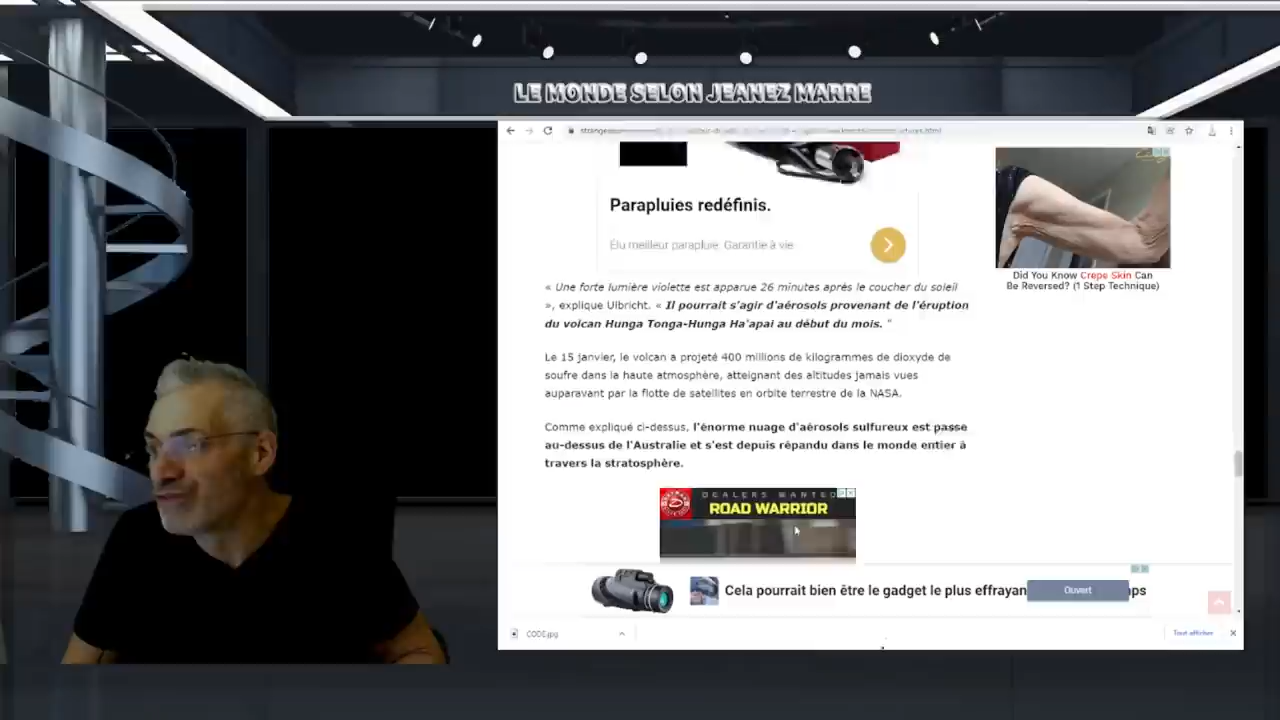 LE MONDE SELON JEANEZ MARRE
Parapluies redéfinis.
Élu meilleur parapluie. Garantie à vie
Did You Know Crepe Skin Can
Be Reversed? (1 Step Technique)
« Une forte lumière violette est apparue 26 minutes après le coucher du soleil
», explique Ulbricht. « Il pourrait s'agir d'aérosols provenant de l'éruption
du volcan Hunga Tonga-Hunga Ha'apai au début du mois. "
Le 15 janvier, le volcan a projeté 400 millions de kilogrammes de dioxyde de
soufre dans la haute atmosphère, atteignant des altitudes jamais vues
auparavant par la flotte de satellites en orbite terrestre de la NASA.
Comme expliqué ci-dessus, l'énorme nuage d'aérosols sulfureux est passe
au-dessus de l'Australie et s'est depuis répandu dans le monde entier à
travers la stratosphère.
DEALERS WANTED
ROAD WARRIOR
Cela pourrait bien être le gadget le plus effrayan
Ouvert
ps
CODE.jpg
Tout afficher